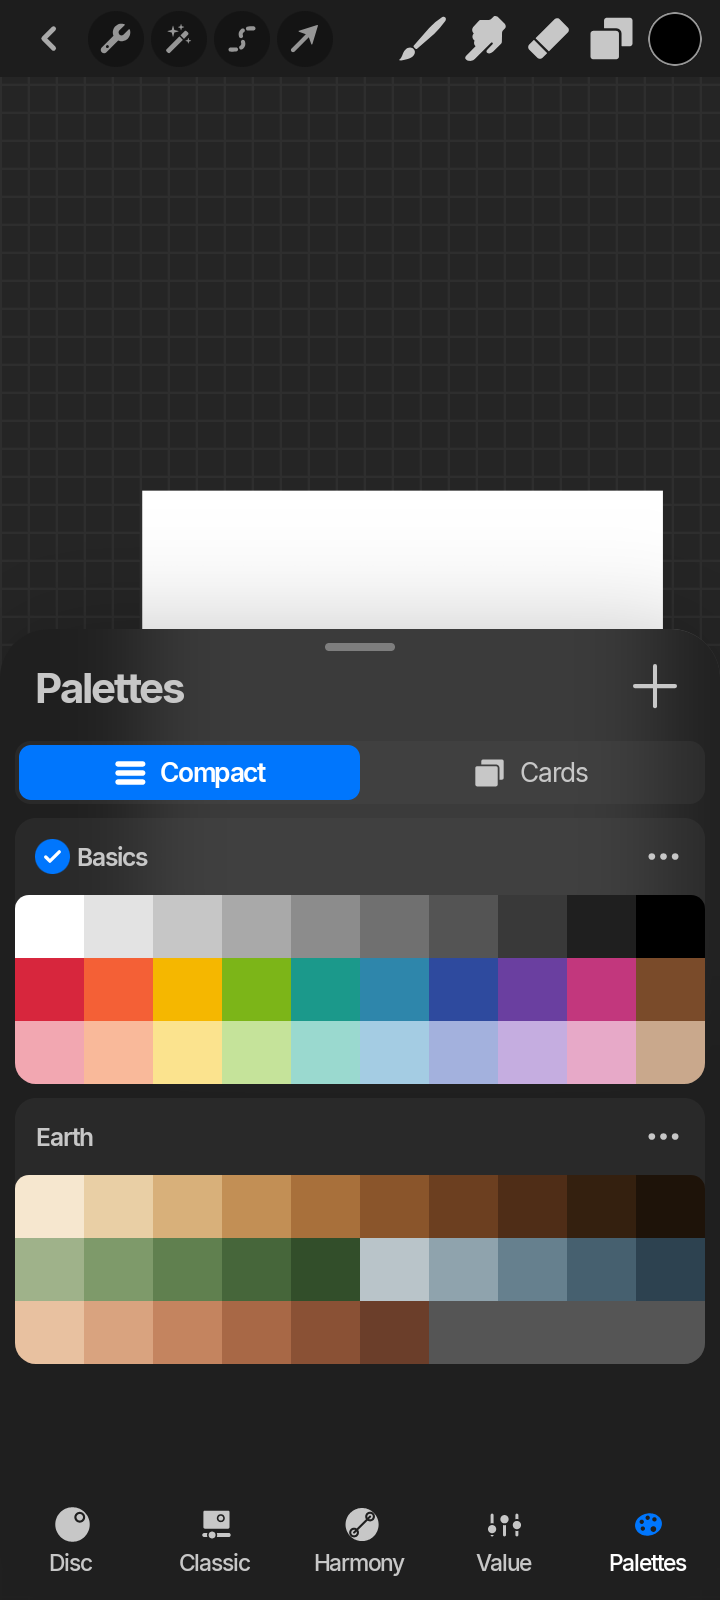 Palettes
Compact
Cards
Basics
Earth
Disc
Classic
Harmony
Value
Palettes